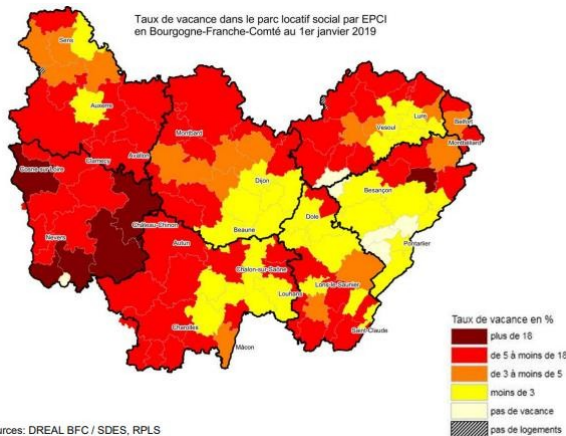 Taux de vacance dans le parc locatif social par EPCI
en Bourgogne-Franche-Comté au 1er janvier 2019
Sens
Auxerre
Montbard
Lure
Belfort
Vesoul
Montbéliard
Avallon
Clamecy
Cosne-sur-Loire
Dijon
Besançon
Château-Chinon
Dole
Beaune
Nevers
Autun
Pontarlier
Chalon-sur-Saône
Lons-le-Saunier
Louhans
Saint-Claude
Charolles
Mâcon
Taux de vacance en %
plus de 18
de 5 à moins de 18
de 3 à moins de 5
moins de 3
pas de vacance
pas de logements
urces: DREAL BFC / SDES, RPLS